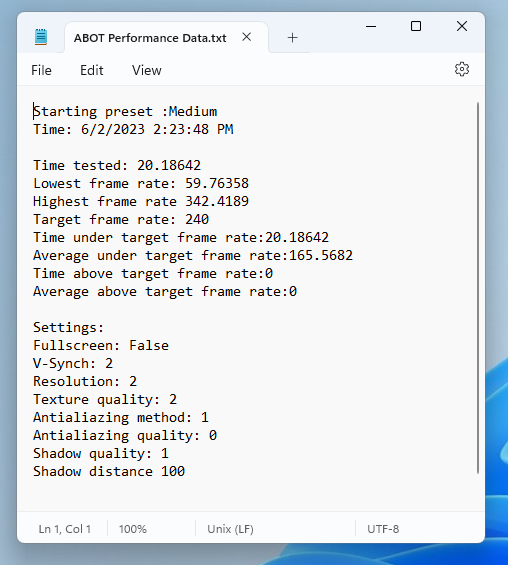 ABOT Performance Data.txt
File Edit View
Starting preset :Medium
Time: 6/2/2023 2:23:48 PM
Time tested: 20.18642
Lowest frame rate: 59.76358
Highest frame rate 342.4189
Target frame rate: 240
Time under target frame rate:20.18642
Average under target frame rate:165.5682
Time above target frame rate:0
Average above target frame rate:0
Settings:
Fullscreen: False
V-Synch: 2
Resolution: 2
Texture quality: 2
Antialiazing method: 1
Antialiazing quality: 0
Shadow quality: 1
Shadow distance 100
Ln 1, Col 1 100% Unix (LF) UTF-8